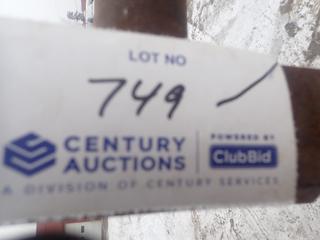 LOT NO
749
CENTURY AUCTIONS
POWERED BY
ClubBid
A DIVISION OF CENTURY SERVICES